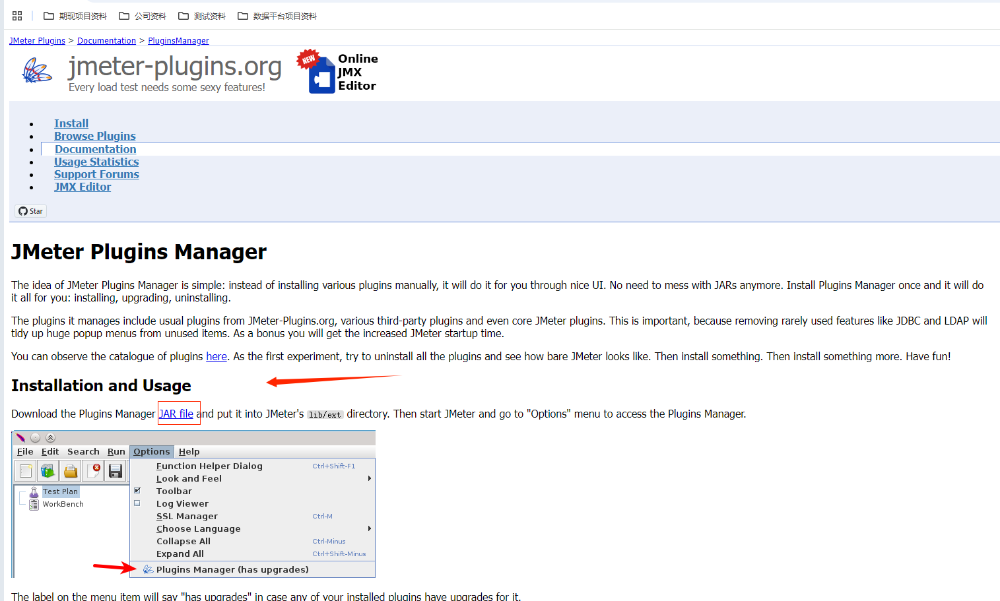 期现项目资料 公司资料 测试资料 数据平台项目资料
JMeter Plugins > Documentation > PluginsManager
jmeter-plugins.org
Every load test needs some sexy features!
NEW
Online
JMX
Editor
Install
Browse Plugins
Documentation
Usage Statistics
Support Forums
JMX Editor
Star
JMeter Plugins Manager
The idea of JMeter Plugins Manager is simple: instead of installing various plugins manually, it will do it for you through nice UI. No need to mess with JARs anymore. Install Plugins Manager once and it will do
it all for you: installing, upgrading, uninstalling.
The plugins it manages include usual plugins from JMeter-Plugins.org, various third-party plugins and even core JMeter plugins. This is important, because removing rarely used features like JDBC and LDAP will
tidy up huge popup menus from unused items. As a bonus you will get the increased JMeter startup time.
You can observe the catalogue of plugins here. As the first experiment, try to uninstall all the plugins and see how bare JMeter looks like. Then install something. Then install something more. Have fun!
Installation and Usage
Download the Plugins Manager JAR file and put it into JMeter's lib/ext directory. Then start JMeter and go to "Options" menu to access the Plugins Manager.
File Edit Search Run Options Help
Function Helper Dialog Ctrl+Shift-F1
Look and Feel
Toolbar
Log Viewer
SSL Manager Ctrl-M
Choose Language
Collapse All Ctrl-Minus
Expand All Ctrl+Shift-Minus
Plugins Manager (has upgrades)
Test Plan
WorkBench
The label on the menu item will say "has upgrades" in case any of your installed plugins have upgrades for it.